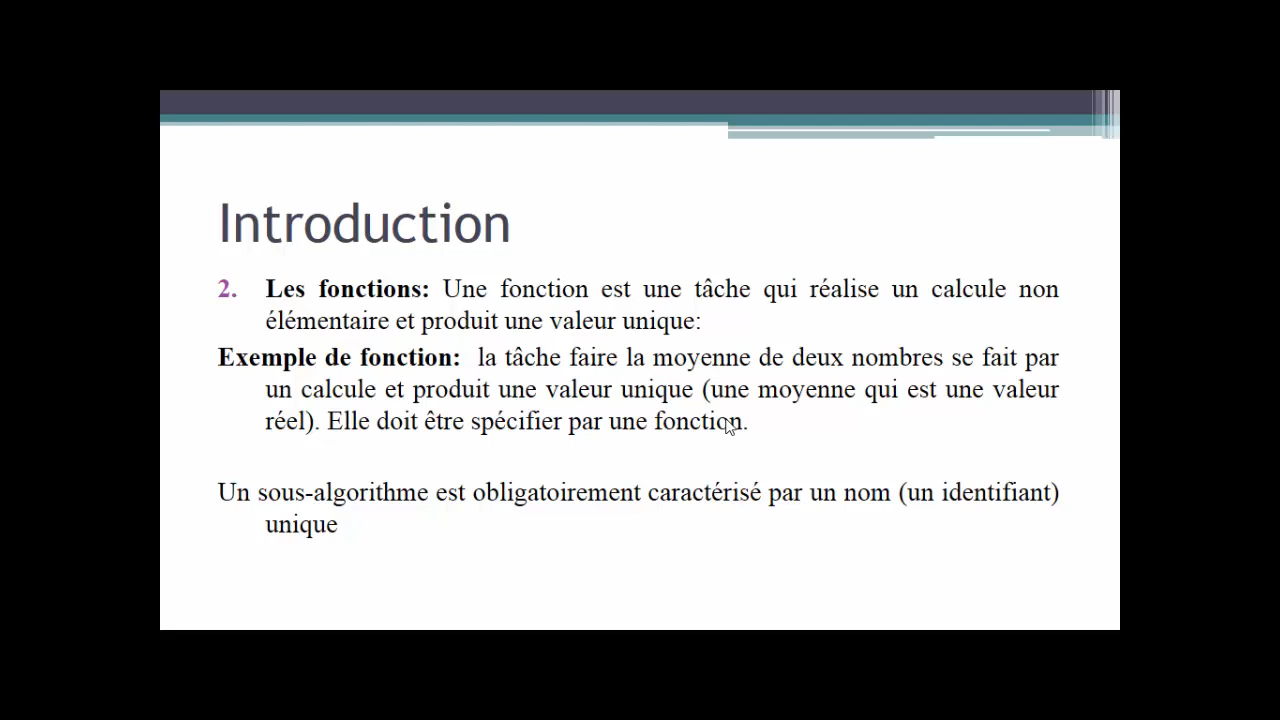 Introduction
2. Les fonctions: Une fonction est une tâche qui réalise un calcule non
élémentaire et produit une valeur unique:
Exemple de fonction: la tâche faire la moyenne de deux nombres se fait par
un calcule et produit une valeur unique (une moyenne qui est une valeur
réel). Elle doit être spécifier par une fonction.
Un sous-algorithme est obligatoirement caractérisé par un nom (un identifiant)
unique